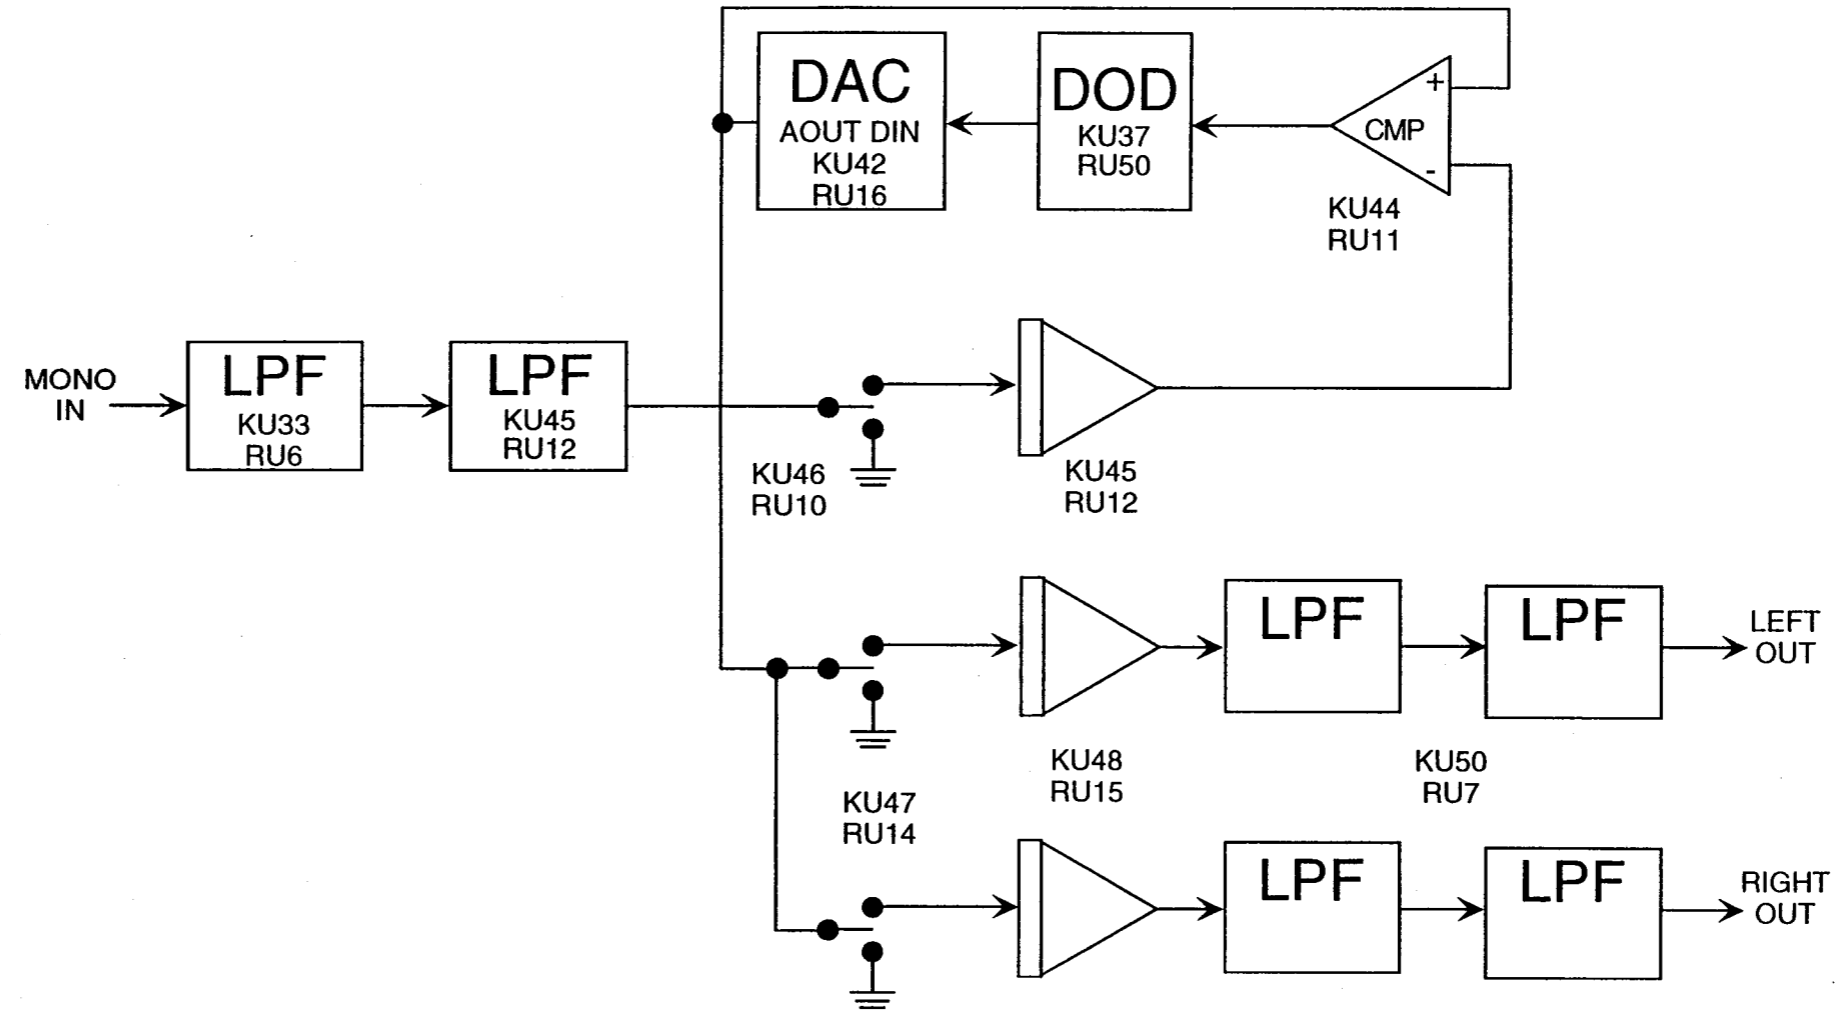 DAC
AOUT DIN
KU42
RU16
DOD
KU37
RU50
+
CMP
-
KU44
RU11
MONO
IN
LPF
KU33
RU6
LPF
KU45
RU12
KU46
RU10
KU45
RU12
LPF
LPF
LEFT
OUT
KU47
RU14
KU48
RU15
KU50
RU7
LPF
LPF
RIGHT
OUT